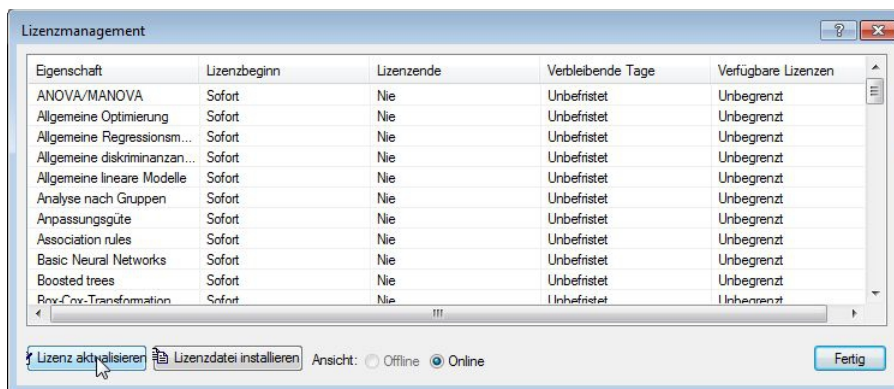 Lizenzmanagement
Eigenschaft Lizenzbeginn Lizenzende Verbleibende Tage Verfügbare Lizenzen
ANOVA/MANOVA Sofort Nie Unbefristet Unbegrenzt
Allgemeine Optimierung Sofort Nie Unbefristet Unbegrenzt
Allgemeine Regressionsm... Sofort Nie Unbefristet Unbegrenzt
Allgemeine diskriminanzan... Sofort Nie Unbefristet Unbegrenzt
Allgemeine lineare Modelle Sofort Nie Unbefristet Unbegrenzt
Analyse nach Gruppen Sofort Nie Unbefristet Unbegrenzt
Anpassungsgüte Sofort Nie Unbefristet Unbegrenzt
Association rules Sofort Nie Unbefristet Unbegrenzt
Basic Neural Networks Sofort Nie Unbefristet Unbegrenzt
Boosted trees Sofort Nie Unbefristet Unbegrenzt
Box-Cox-Transformation Sofort Nie Unbefristet Unbegrenzt
Lizenz aktualisieren Lizenzdatei installieren Ansicht: Offline Online Fertig